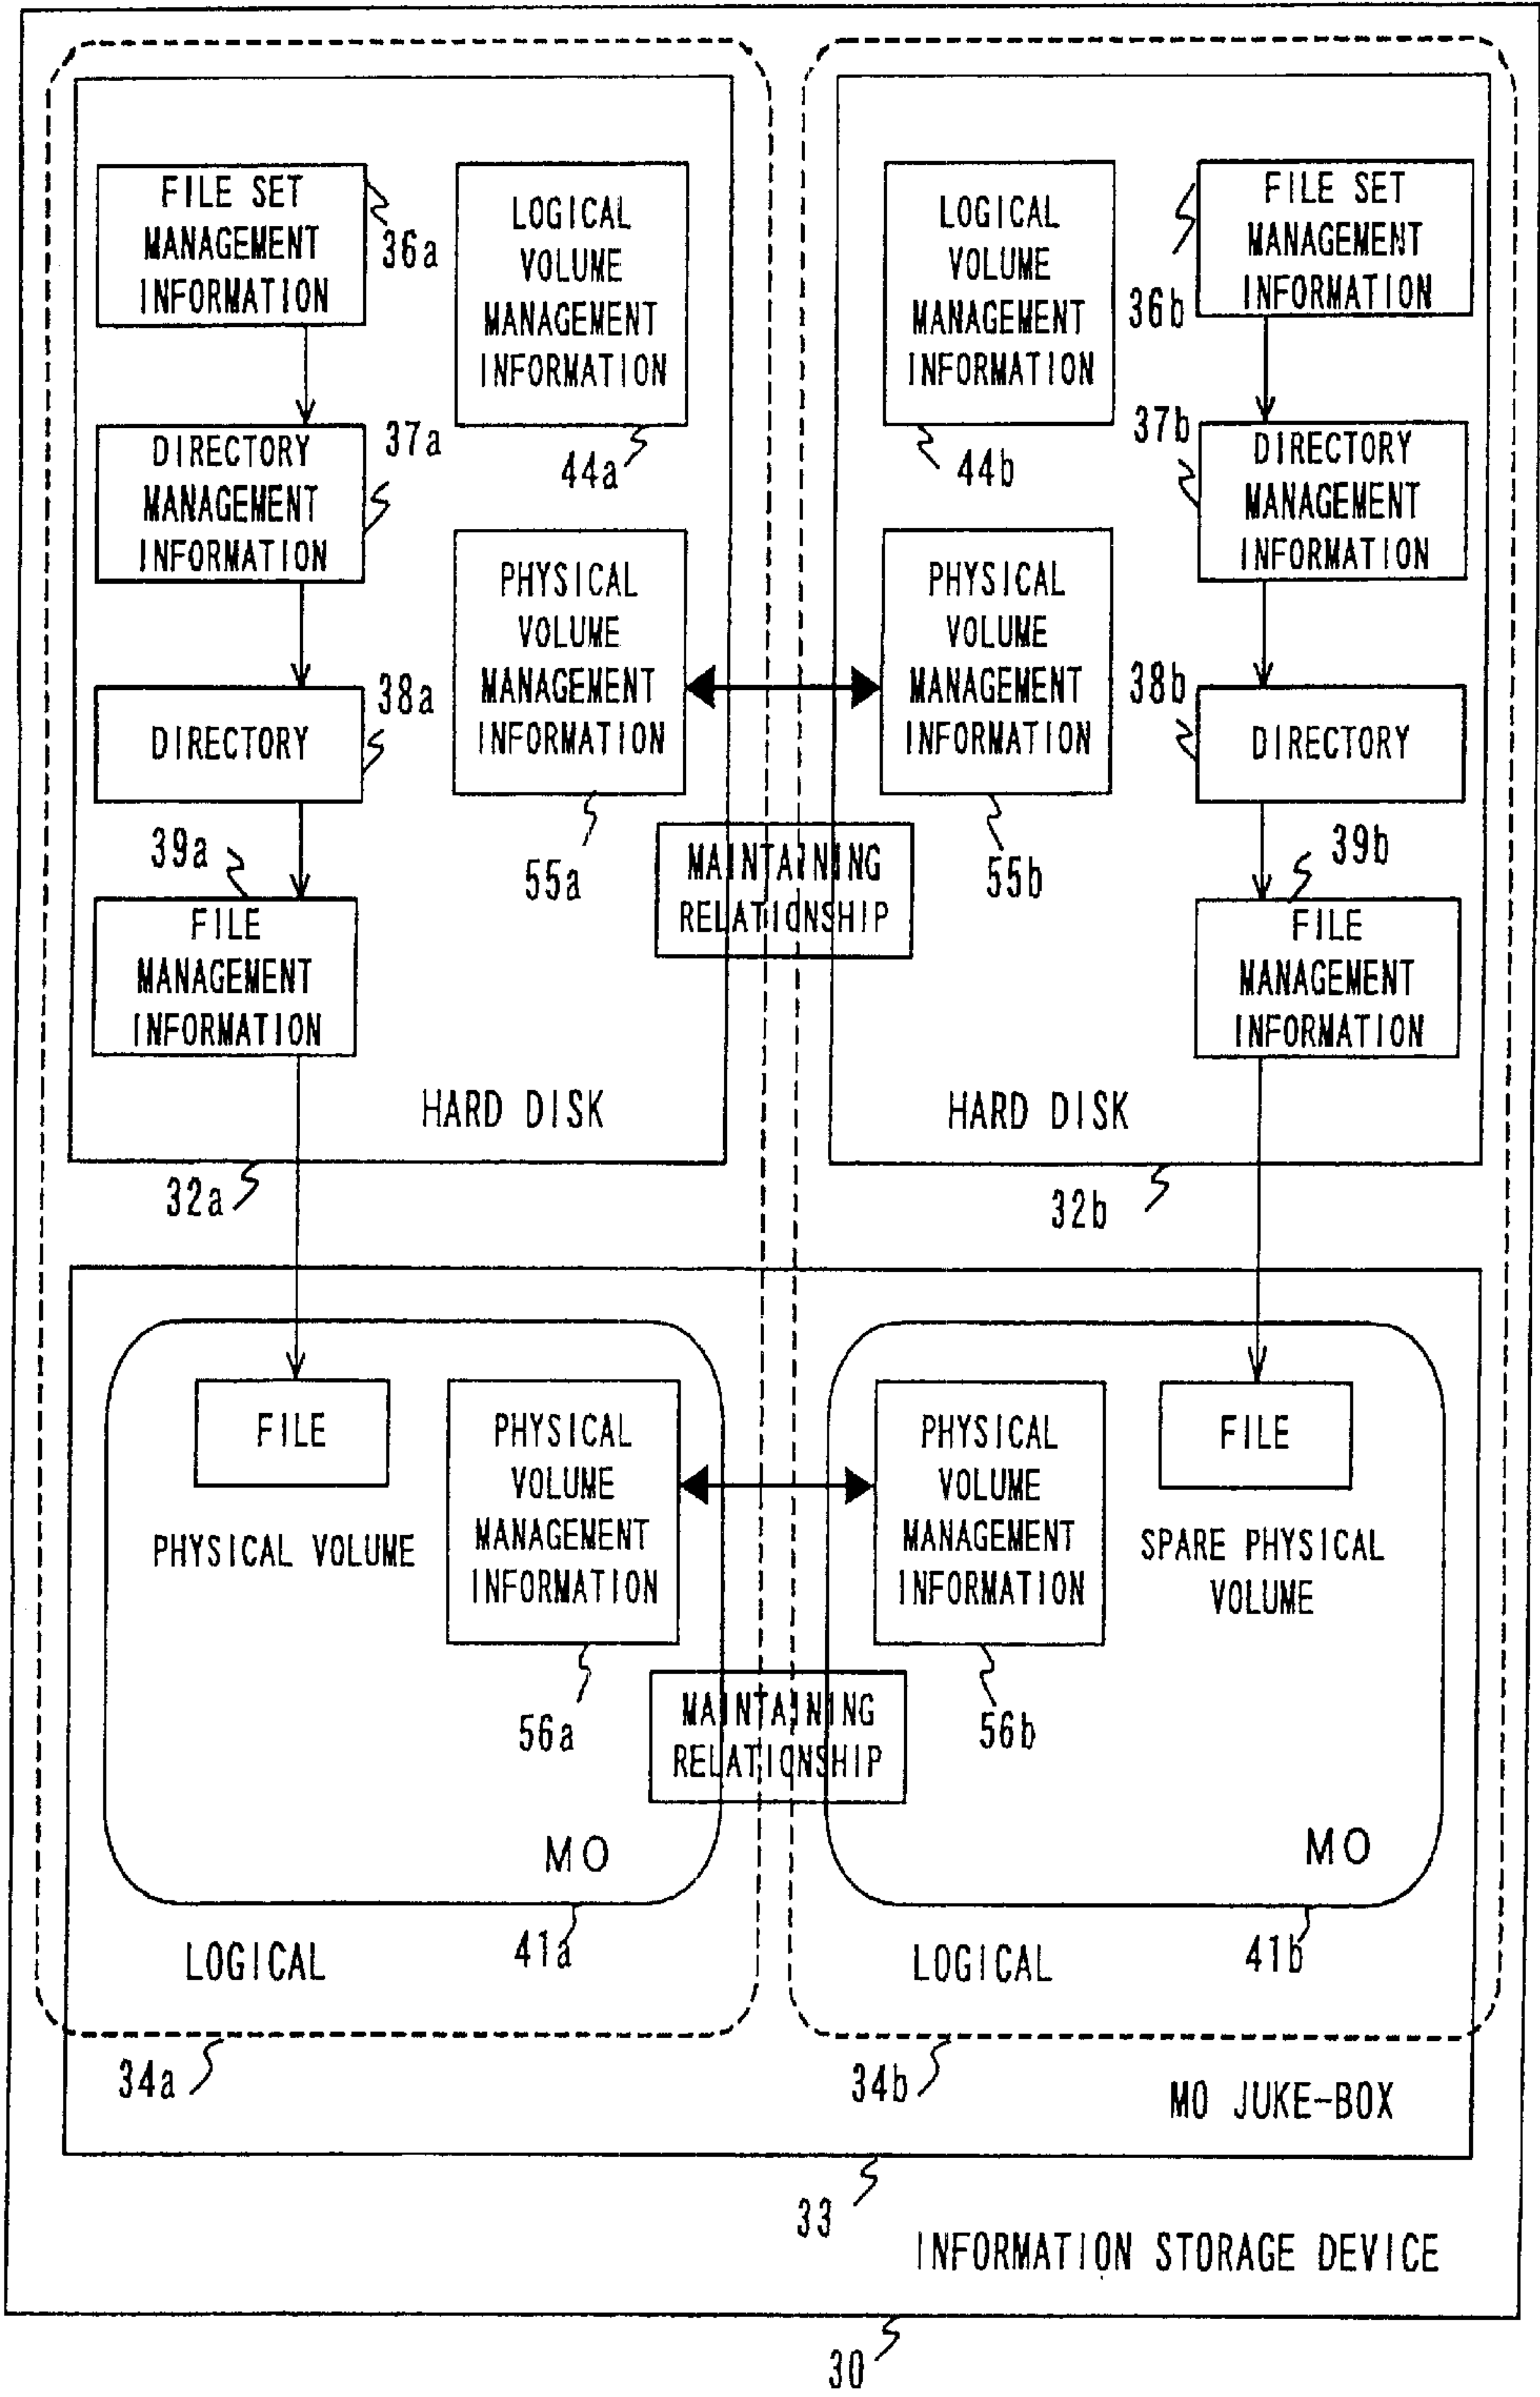 FILE SET
MANAGEMENT
INFORMATION
36a
LOGICAL
VOLUME
MANAGEMENT
INFORMATION
44a
LOGICAL
VOLUME
MANAGEMENT
INFORMATION
44b
FILE SET
MANAGEMENT
INFORMATION
36b
DIRECTORY
MANAGEMENT
INFORMATION
37a
PHYSICAL
VOLUME
MANAGEMENT
INFORMATION
55a
PHYSICAL
VOLUME
MANAGEMENT
INFORMATION
55b
37b
DIRECTORY
MANAGEMENT
INFORMATION
DIRECTORY
38a
38b
DIRECTORY
MAINTAINING
RELATIONSHIP
39a
FILE
MANAGEMENT
INFORMATION
39b
FILE
MANAGEMENT
INFORMATION
HARD DISK
HARD DISK
32a
32b
FILE
PHYSICAL VOLUME
PHYSICAL
VOLUME
MANAGEMENT
INFORMATION
56a
PHYSICAL
VOLUME
MANAGEMENT
INFORMATION
56b
FILE
SPARE PHYSICAL
VOLUME
MAINTAINING
RELATIONSHIP
MO
MO
41a
41b
LOGICAL
LOGICAL
34a
34b
MO JUKE-BOX
33
INFORMATION STORAGE DEVICE
30